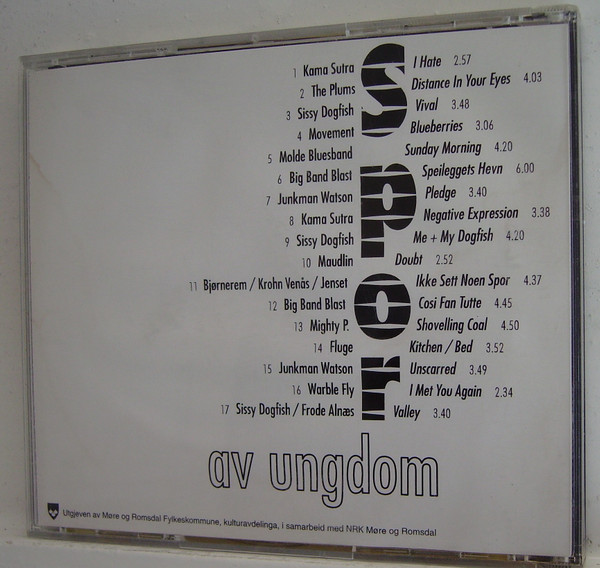 1 Kama Sutra I Hate 2.57
2 The Plums Distance In Your Eyes 4.03
3 Sissy Dogfish Vival 3.48
4 Movement Blueberries 3.06
5 Molde Bluesband Sunday Morning 4.20
6 Big Band Blast Speileggets Hevn 6.00
7 Junkman Watson Pledge 3.40
8 Kama Sutra Negative Expression 3.38
9 Sissy Dogfish Me + My Dogfish 4.20
10 Maudlin Doubt 2.52
11 Bjørnerem / Krohn Venås / Jenset Ikke Sett Noen Spor 4.37
12 Big Band Blast Cosi Fan Tutte 4.45
13 Mighty P. Shovelling Coal 4.50
14 Fluge Kitchen / Bed 3.52
15 Junkman Watson Unscarred 3.49
16 Warble Fly I Met You Again 2.34
17 Sissy Dogfish / Frode Alnæs Valley 3.40
Spor
av ungdom
Utgjeven av Møre og Romsdal Fylkeskommune, kulturavdelinga, i samarbeid med NRK Møre og Romsdal